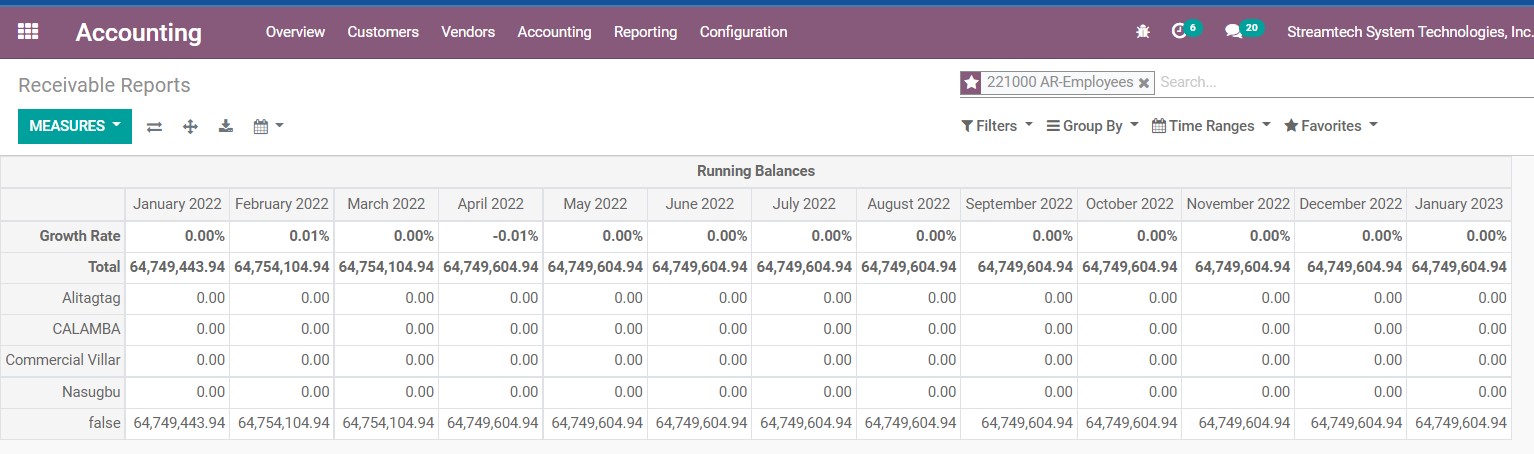 Accounting Overview Customers Vendors Accounting Reporting Configuration 6 20 Streamtech System Technologies, Inc.
Receivable Reports 221000 AR-Employees Search...
MEASURES Filters Group By Time Ranges Favorites
Running Balances
January 2022 February 2022 March 2022 April 2022 May 2022 June 2022 July 2022 August 2022 September 2022 October 2022 November 2022 December 2022 January 2023
Growth Rate 0.00% 0.01% 0.00% -0.01% 0.00% 0.00% 0.00% 0.00% 0.00% 0.00% 0.00% 0.00% 0.00%
Total 64,749,443.94 64,754,104.94 64,754,104.94 64,749,604.94 64,749,604.94 64,749,604.94 64,749,604.94 64,749,604.94 64,749,604.94 64,749,604.94 64,749,604.94 64,749,604.94 64,749,604.94
Alitagtag 0.00 0.00 0.00 0.00 0.00 0.00 0.00 0.00 0.00 0.00 0.00 0.00 0.00
CALAMBA 0.00 0.00 0.00 0.00 0.00 0.00 0.00 0.00 0.00 0.00 0.00 0.00 0.00
Commercial Villar 0.00 0.00 0.00 0.00 0.00 0.00 0.00 0.00 0.00 0.00 0.00 0.00 0.00
Nasugbu 0.00 0.00 0.00 0.00 0.00 0.00 0.00 0.00 0.00 0.00 0.00 0.00 0.00
false 64,749,443.94 64,754,104.94 64,754,104.94 64,749,604.94 64,749,604.94 64,749,604.94 64,749,604.94 64,749,604.94 64,749,604.94 64,749,604.94 64,749,604.94 64,749,604.94 64,749,604.94